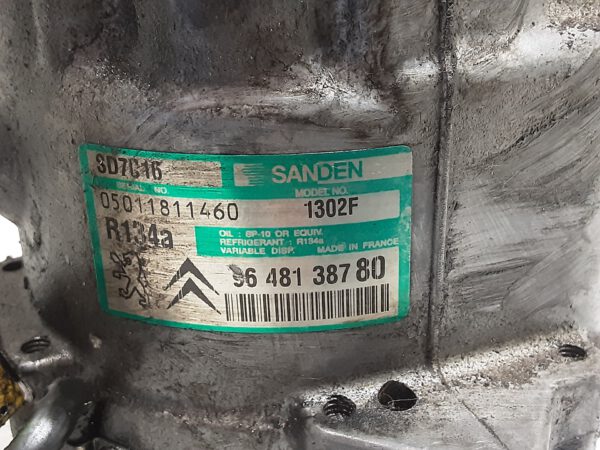 SD7C16 SANDEN
SERIAL NO. MODEL NO.
05011811460 1302F
R134a OIL : SP-10 OR EQUIV.
REFRIGERANT : R134a
VARIABLE DISP. MADE IN FRANCE
96 481 387 80